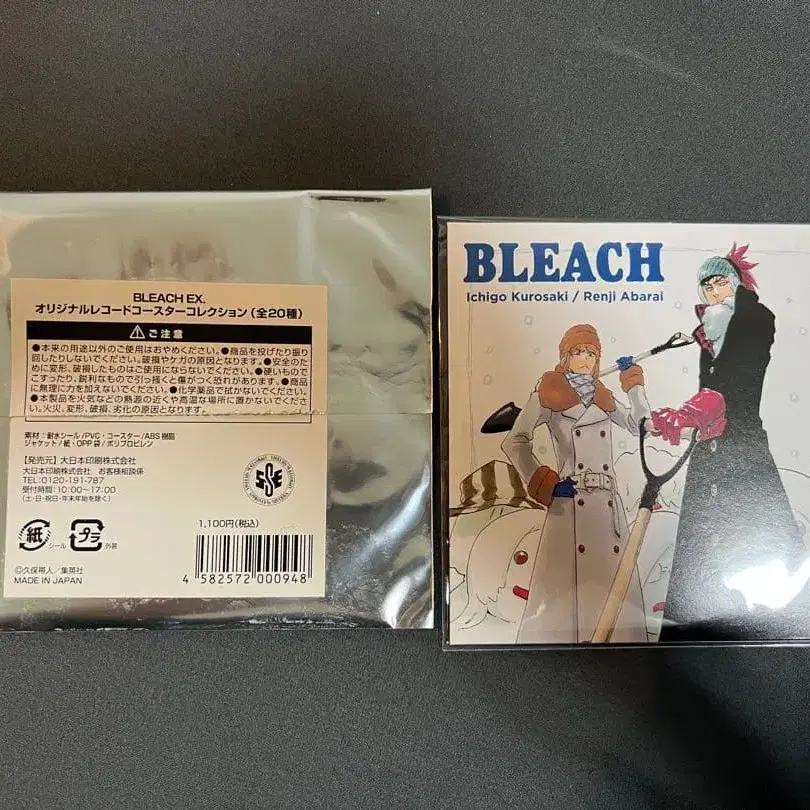 BLEACH EX.
オリジナルレコードコースターコレクション(全20種)
ご注意
●本来の用途以外のご使用はおやめください。●商品を投げたり振り
回したりしないでください。破損やケガの原因となります。●安全のた
めに変形、破損したものはご使用にならないでください。●硬いもので
こすったり、鋭利なもので引っ掻くと傷がつく恐れがあります。●商品
に無理に力を加えないでください。●化学薬品で拭かないでください。
●本製品を火気などの熱源の近くや高温な場所に置かないでくださ
い。火災、変形、破損、劣化の原因となります。
素材:耐水シール/PVC・コースター/ABS樹脂
ジャケット/紙・OPP袋/ポリプロピレン
【発売元】大日本印刷株式会社
大日本印刷株式会社 お客様相談係
TEL:0120-191-787
受付時間:10:00~17:00
(土・日・祝日・年末年始を除く)
1,100円(税込)
紙 シール プラ 外装
4 582572 000948
©久保帯人/集英社
MADE IN JAPAN
BLEACH
Ichigo Kurosaki / Renji Abarai